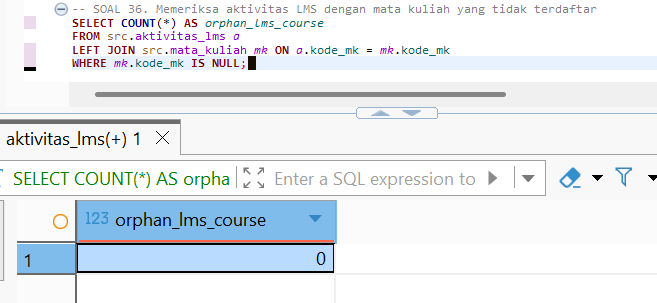 -- SOAL 36. Memeriksa aktivitas LMS dengan mata kuliah yang tidak terdaftar
SELECT COUNT(*) AS orphan_lms_course
FROM src.aktivitas_lms a
LEFT JOIN src.mata_kuliah mk ON a.kode_mk = mk.kode_mk
WHERE mk.kode_mk IS NULL;
aktivitas_lms(+) 1
SELECT COUNT(*) AS orpha
Enter a SQL expression to
123 orphan_lms_course
1 0